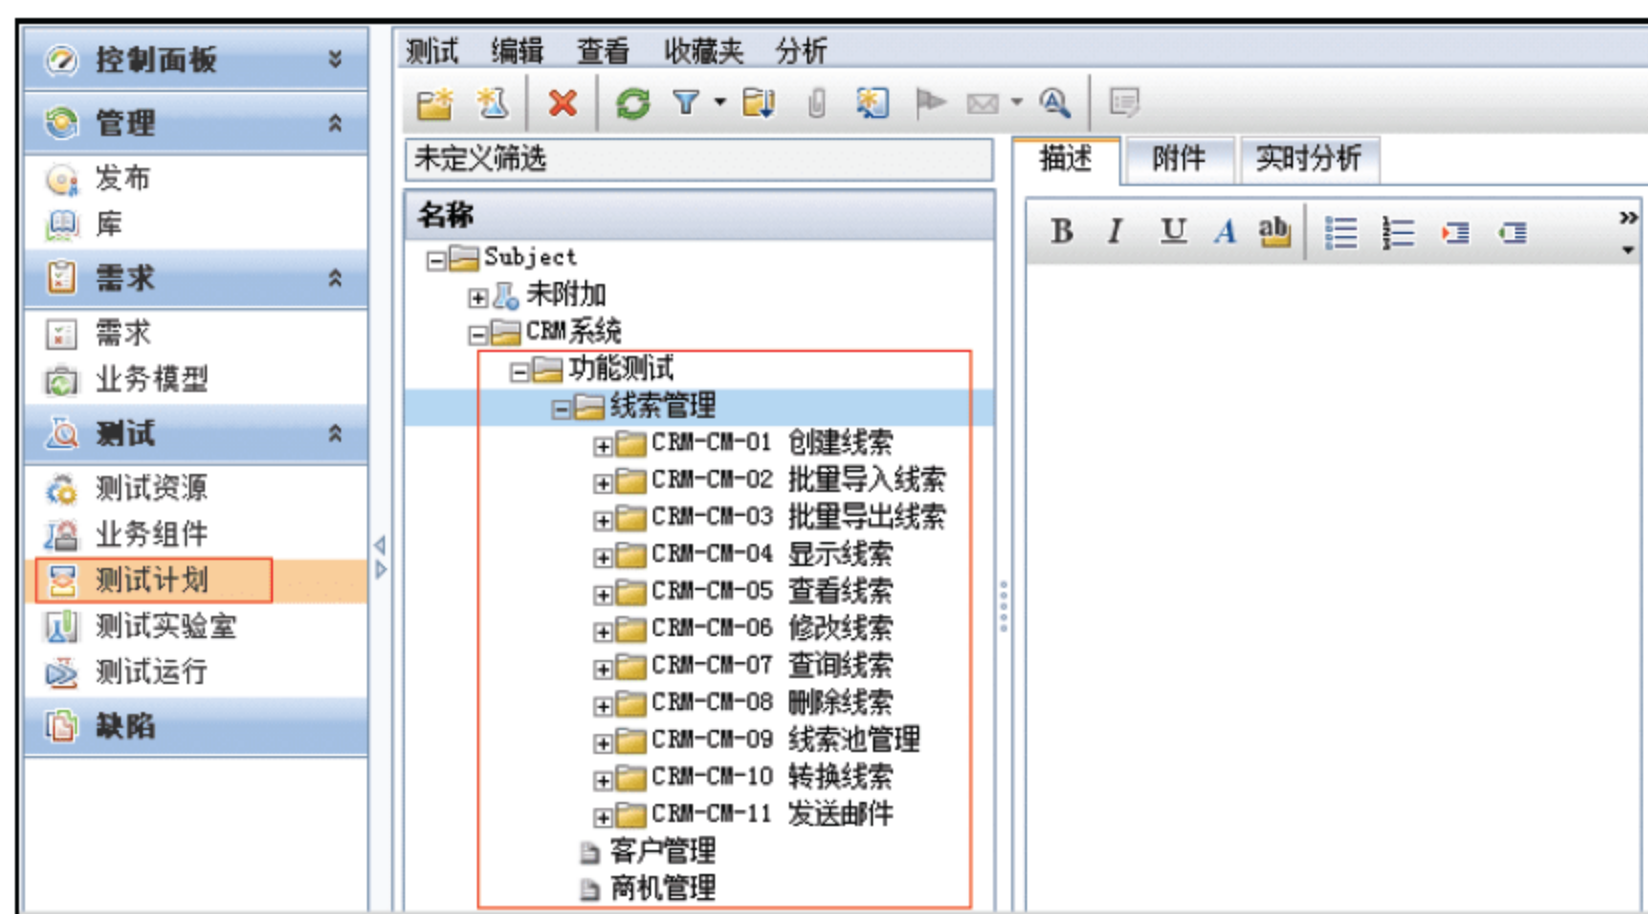 控制面板
管理
发布
库
需求
需求
业务模型
测试
测试资源
业务组件
测试计划
测试实验室
测试运行
缺陷
测试 编辑 查看 收藏夹 分析
未定义筛选
名称
Subject
未附加
CRM系统
功能测试
线索管理
CRM-CM-01 创建线索
CRM-CM-02 批量导入线索
CRM-CM-03 批量导出线索
CRM-CM-04 显示线索
CRM-CM-05 查看线索
CRM-CM-06 修改线索
CRM-CM-07 查询线索
CRM-CM-08 删除线索
CRM-CM-09 线索池管理
CRM-CM-10 转换线索
CRM-CM-11 发送邮件
客户管理
商机管理
描述 附件 实时分析
B I U A ab